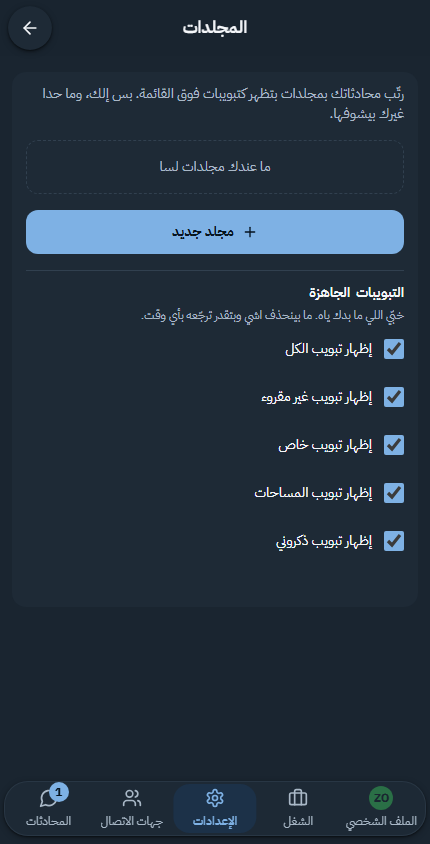 المجلدات
رتّب محادثاتك بمجلدات بتظهر كتبويبات فوق القائمة. بس إلك، وما حدا
غيرك بيشوفها.
ما عندك مجلدات لسا
+ مجلد جديد
التبويبات الجاهزة
خبّي اللي ما بدك ياه. ما بينحذف اشي وبتقدر ترجّعه بأي وقت.
إظهار تبويب الكل
إظهار تبويب غير مقروء
إظهار تبويب خاص
إظهار تبويب المساحات
إظهار تبويب ذكروني
ZO
1
الملف الشخصي
الشغل
الإعدادات
جهات الاتصال
المحادثات